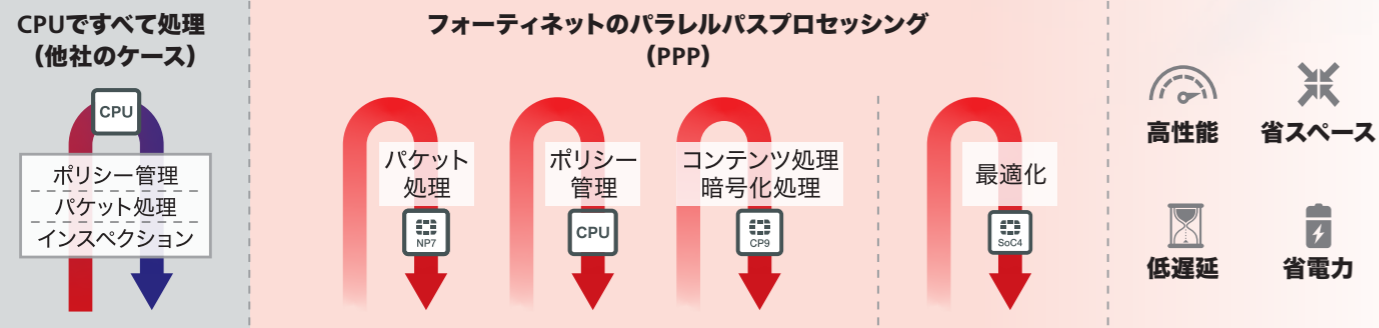 CPUですべて処理
（他社のケース）
CPU
ポリシー管理
パケット処理
インスペクション
フォーティネットのパラレルパスプロセッシング
（PPP）
パケット
処理
NP7
ポリシー
管理
CPU
コンテンツ処理
暗号化処理
CP9
最適化
SoC4
高性能
省スペース
低遅延
省電力